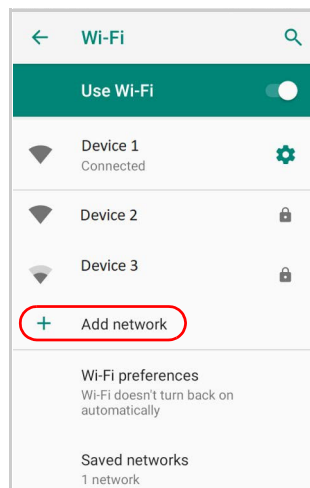 Wi-Fi
Use Wi-Fi
Device 1
Connected
Device 2
Device 3
Add network
Wi-Fi preferences
Wi-Fi doesn't turn back on
automatically
Saved networks
1 network